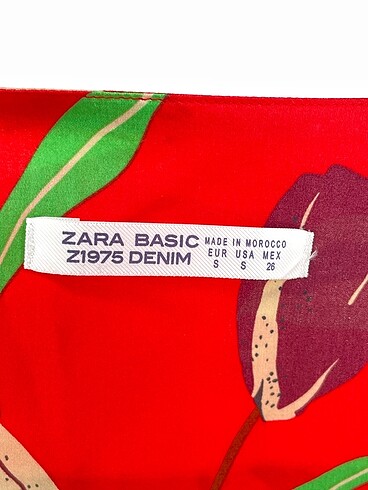 ZARA BASIC
Z1975 DENIM
MADE IN MOROCCO
EUR USA MEX
S S 26